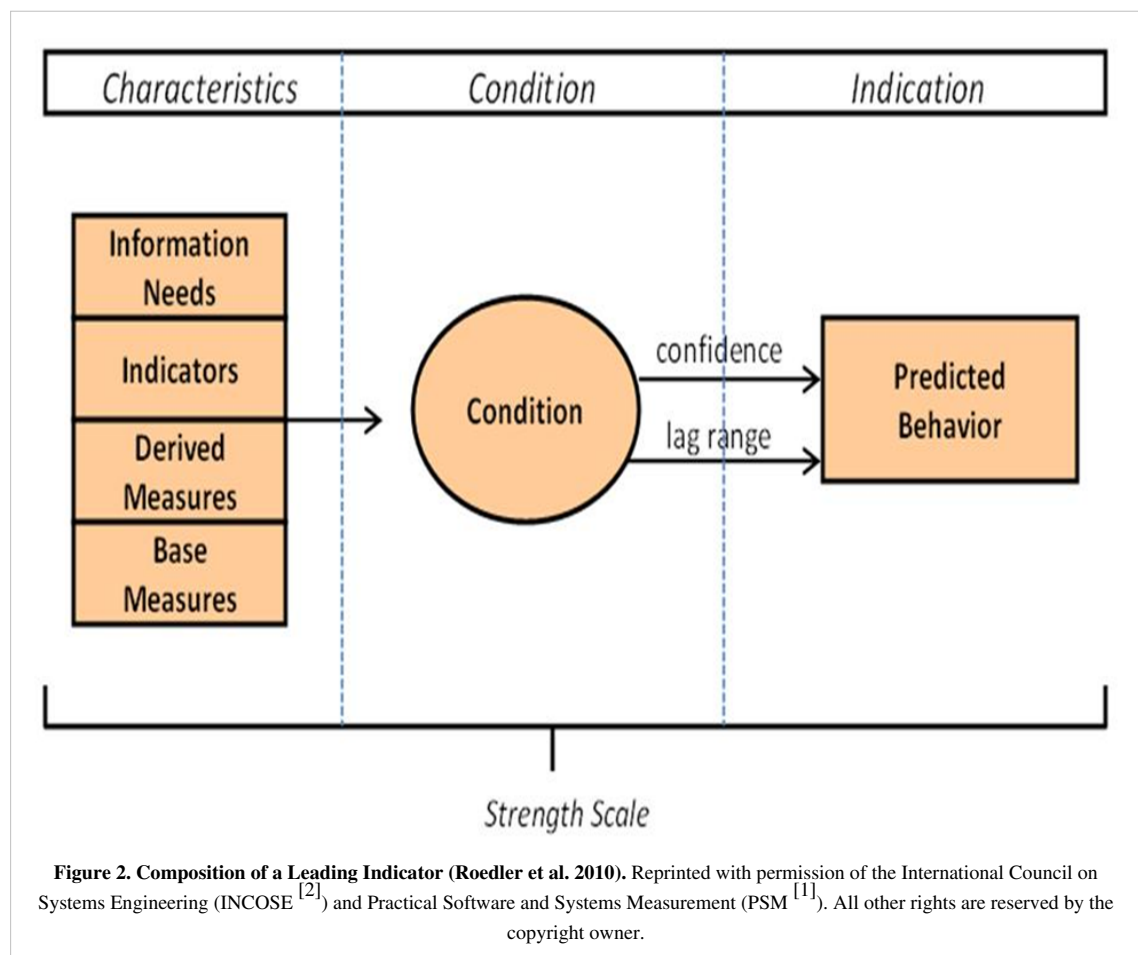 Characteristics
Condition
Indication
Information
Needs
Indicators
Derived
Measures
Base
Measures
Condition
confidence
lag range
Predicted
Behavior
Strength Scale
Figure 2. Composition of a Leading Indicator (Roedler et al. 2010). Reprinted with permission of the International Council on
Systems Engineering (INCOSE [2]) and Practical Software and Systems Measurement (PSM [1]). All other rights are reserved by the
copyright owner.